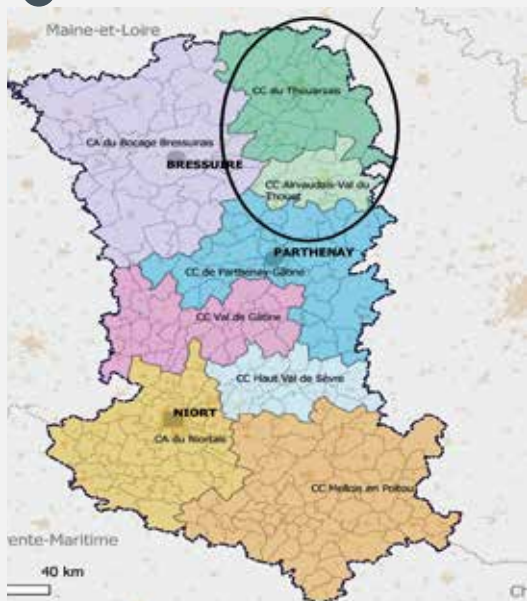 Maine-et-Loire
CC du Thouarsais
CA du Bocage Bressuirais
BRESSUIRE
CC Airvaudais-Val du
Thouet
PARTHENAY
CC de Parthenay-Gâtine
CC Val de Gâtine
CC Haut Val de Sèvre
NIORT
CA du Niortais
CC Mellois en Poitou
ente-Maritime
40 km
Ch